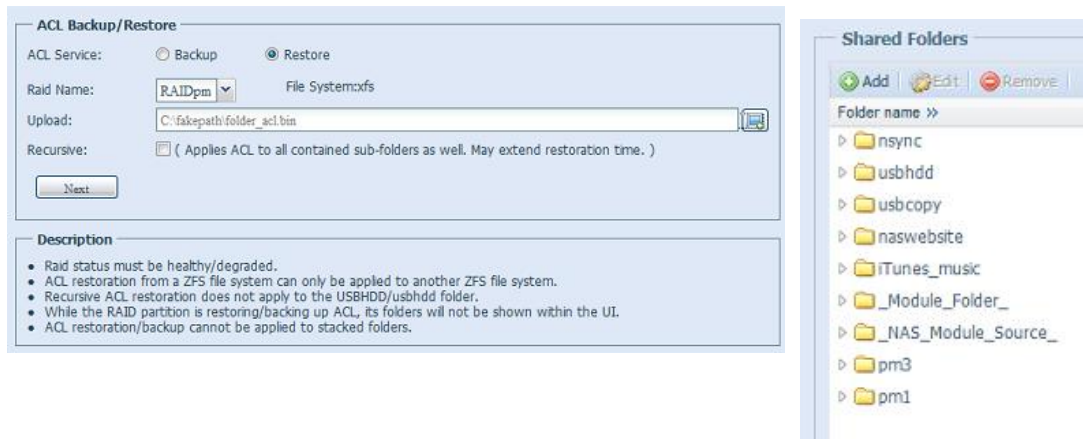 ACL Backup/Restore
ACL Service: Backup Restore
Raid Name: RAIDpm File System:xfs
Upload: C:\fakepath\folder_acl.bin
Recursive: ( Applies ACL to all contained sub-folders as well. May extend restoration time. )
Next
Description
• Raid status must be healthy/degraded.
• ACL restoration from a ZFS file system can only be applied to another ZFS file system.
• Recursive ACL restoration does not apply to the USBHDD/usbhdd folder.
• While the RAID partition is restoring/backing up ACL, its folders will not be shown within the UI.
• ACL restoration/backup cannot be applied to stacked folders.
Shared Folders
Add Edit Remove
Folder name »
nsync
usbhdd
usbcopy
naswebsite
iTunes_music
_Module_Folder_
_NAS_Module_Source_
pm3
pm1